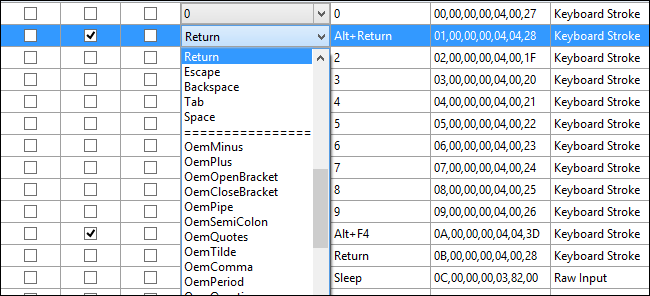 0 0 00,00,00,00,04,00,27 Keyboard Stroke
Return Alt+Return 01,00,00,00,04,04,28 Keyboard Stroke
Return 2 02,00,00,00,04,00,1F Keyboard Stroke
Escape 3 03,00,00,00,04,00,20 Keyboard Stroke
Backspace
Tab 4 04,00,00,00,04,00,21 Keyboard Stroke
Space 5 05,00,00,00,04,00,22 Keyboard Stroke
================
OemMinus 6 06,00,00,00,04,00,23 Keyboard Stroke
OemPlus 7 07,00,00,00,04,00,24 Keyboard Stroke
OemOpenBracket
OemCloseBracket 8 08,00,00,00,04,00,25 Keyboard Stroke
OemPipe 9 09,00,00,00,04,00,26 Keyboard Stroke
OemSemiColon
OemQuotes Alt+F4 0A,00,00,00,04,04,3D Keyboard Stroke
OemTilde Return 0B,00,00,00,04,00,28 Keyboard Stroke
OemComma
OemPeriod Sleep 0C,00,00,00,03,82,00 Raw Input